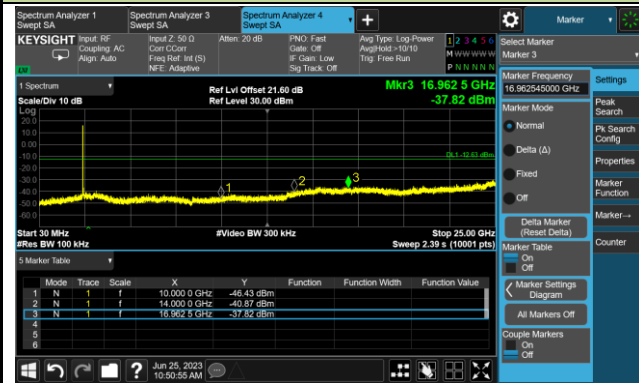 Spectrum Analyzer 1
Swept SA
Spectrum Analyzer 3
Swept SA
Spectrum Analyzer 4
Swept SA
+
Marker
KEYSIGHT
Input: RF
Coupling: AC
Align: Auto
Input Z: 50 Ω
Corr CCorr
Freq Ref: Int (S)
NFE: Adaptive
Atten: 20 dB
PNO: Fast
Gate: Off
IF Gain: Low
Sig Track: Off
Avg Type: Log-Power
Avg|Hold:>10/10
Trig: Free Run
1 2 3 4 5 6
M W W W W W
P N N N N N
Select Marker
Marker 3
1 Spectrum
Scale/Div 10 dB
Log
Ref Lvl Offset 21.60 dB
Ref Level 30.00 dBm
Mkr3 16.962 5 GHz
-37.82 dBm
20.0
10.0
0.00
-10.0
-20.0
-30.0
-40.0
-50.0
-60.0
DL1 -12.61 dBm
1
2
3
Start 30 MHz
#Res BW 100 kHz
#Video BW 300 kHz
Stop 25.00 GHz
Sweep 2.39 s (10001 pts)
5 Marker Table
Mode Trace Scale X Y Function Function Width Function Value
1 N 1 f 10.000 0 GHz -46.43 dBm
2 N 1 f 14.000 0 GHz -40.87 dBm
3 N 1 f 16.962 5 GHz -37.82 dBm
4
5
6
Marker Frequency
16.962545000 GHz
Marker Mode
Normal
Delta (Δ)
Fixed
Off
Delta Marker
(Reset Delta)
Marker Table
On
Off
Marker Settings
Diagram
All Markers Off
Couple Markers
On
Off
Settings
Peak
Search
Pk Search
Config
Properties
Marker
Function
Marker→
Counter
?
Jun 25, 2023
10:50:55 AM